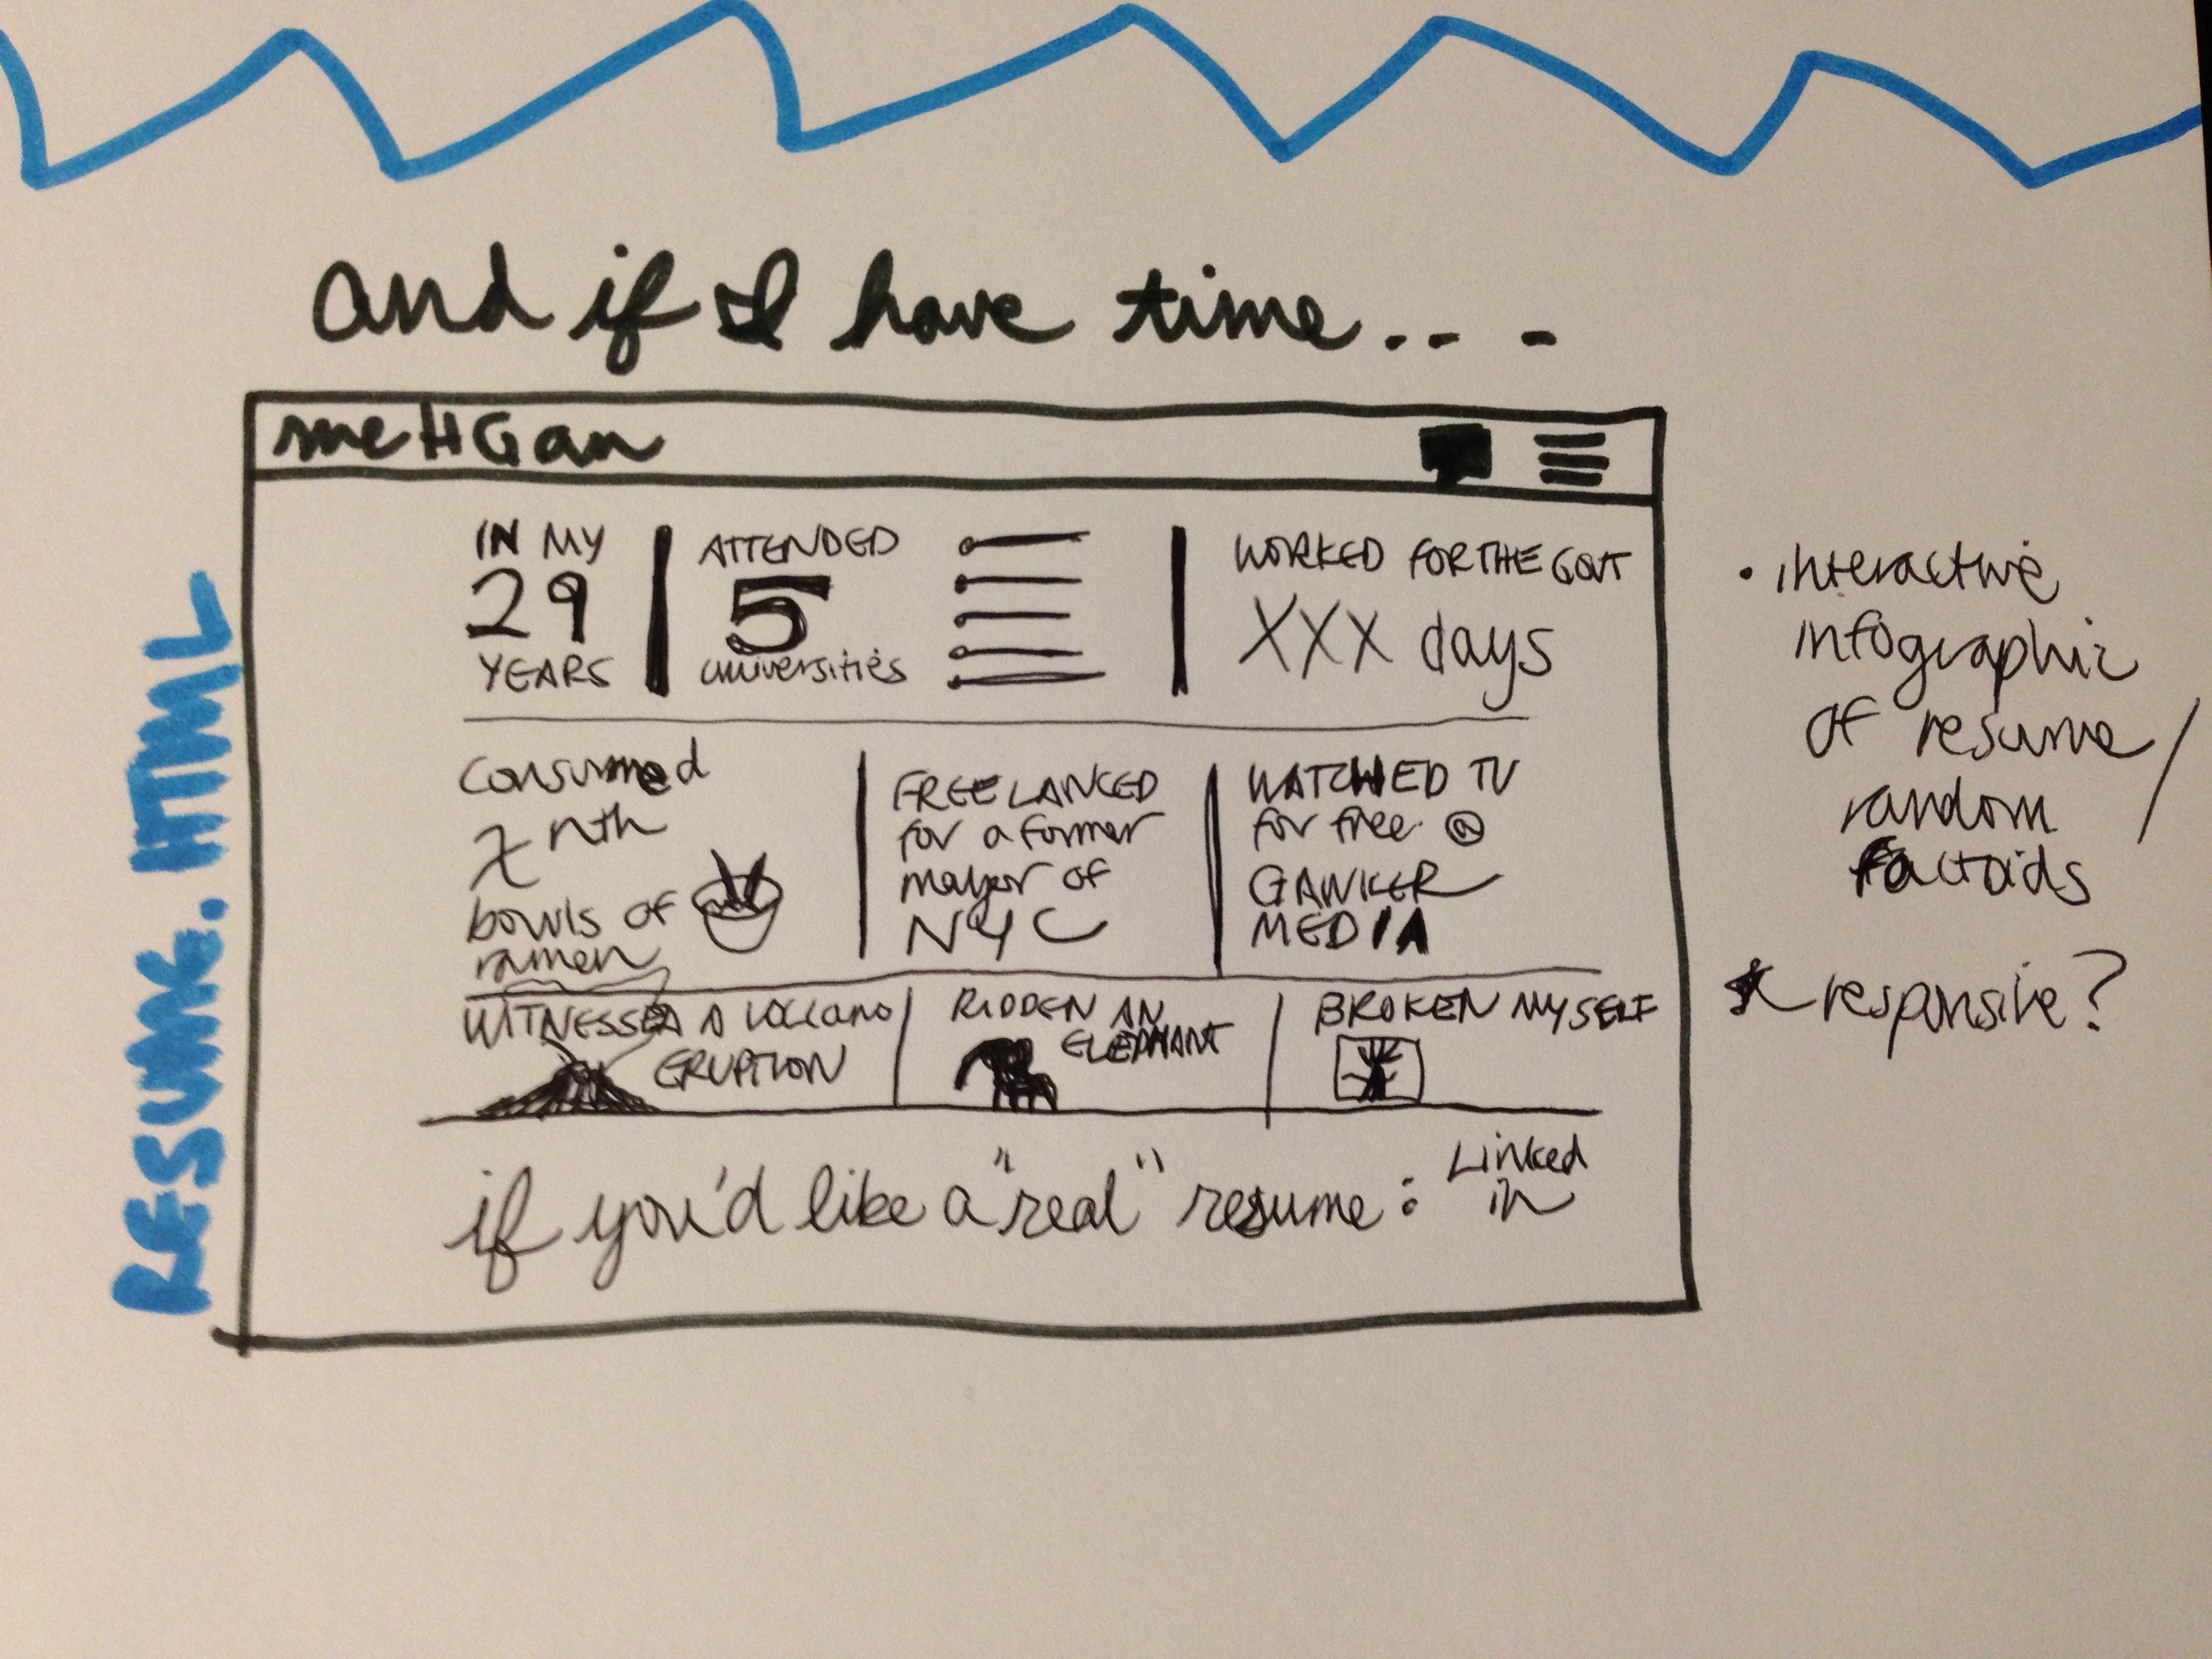 and if I have time.. -
meHGan
IN MY
29
YEARS
ATTENDED
5
universities
WORKED FOR THE GOVT
XXX days
Consumed
x nth
bowls of
ramen
FREELANCED
for a former
mayor of
NYC
WATCHED TV
for free @
GAWKER
MEDIA
WITNESSED A VOLCANO
ERUPTION
RIDDEN AN
ELEPHANT
BROKEN MYSELF
if you'd like a "real" resume:
Linked
in
RESUME.HTML
• interactive
infographic
of resume/
random
factoids
* responsive?